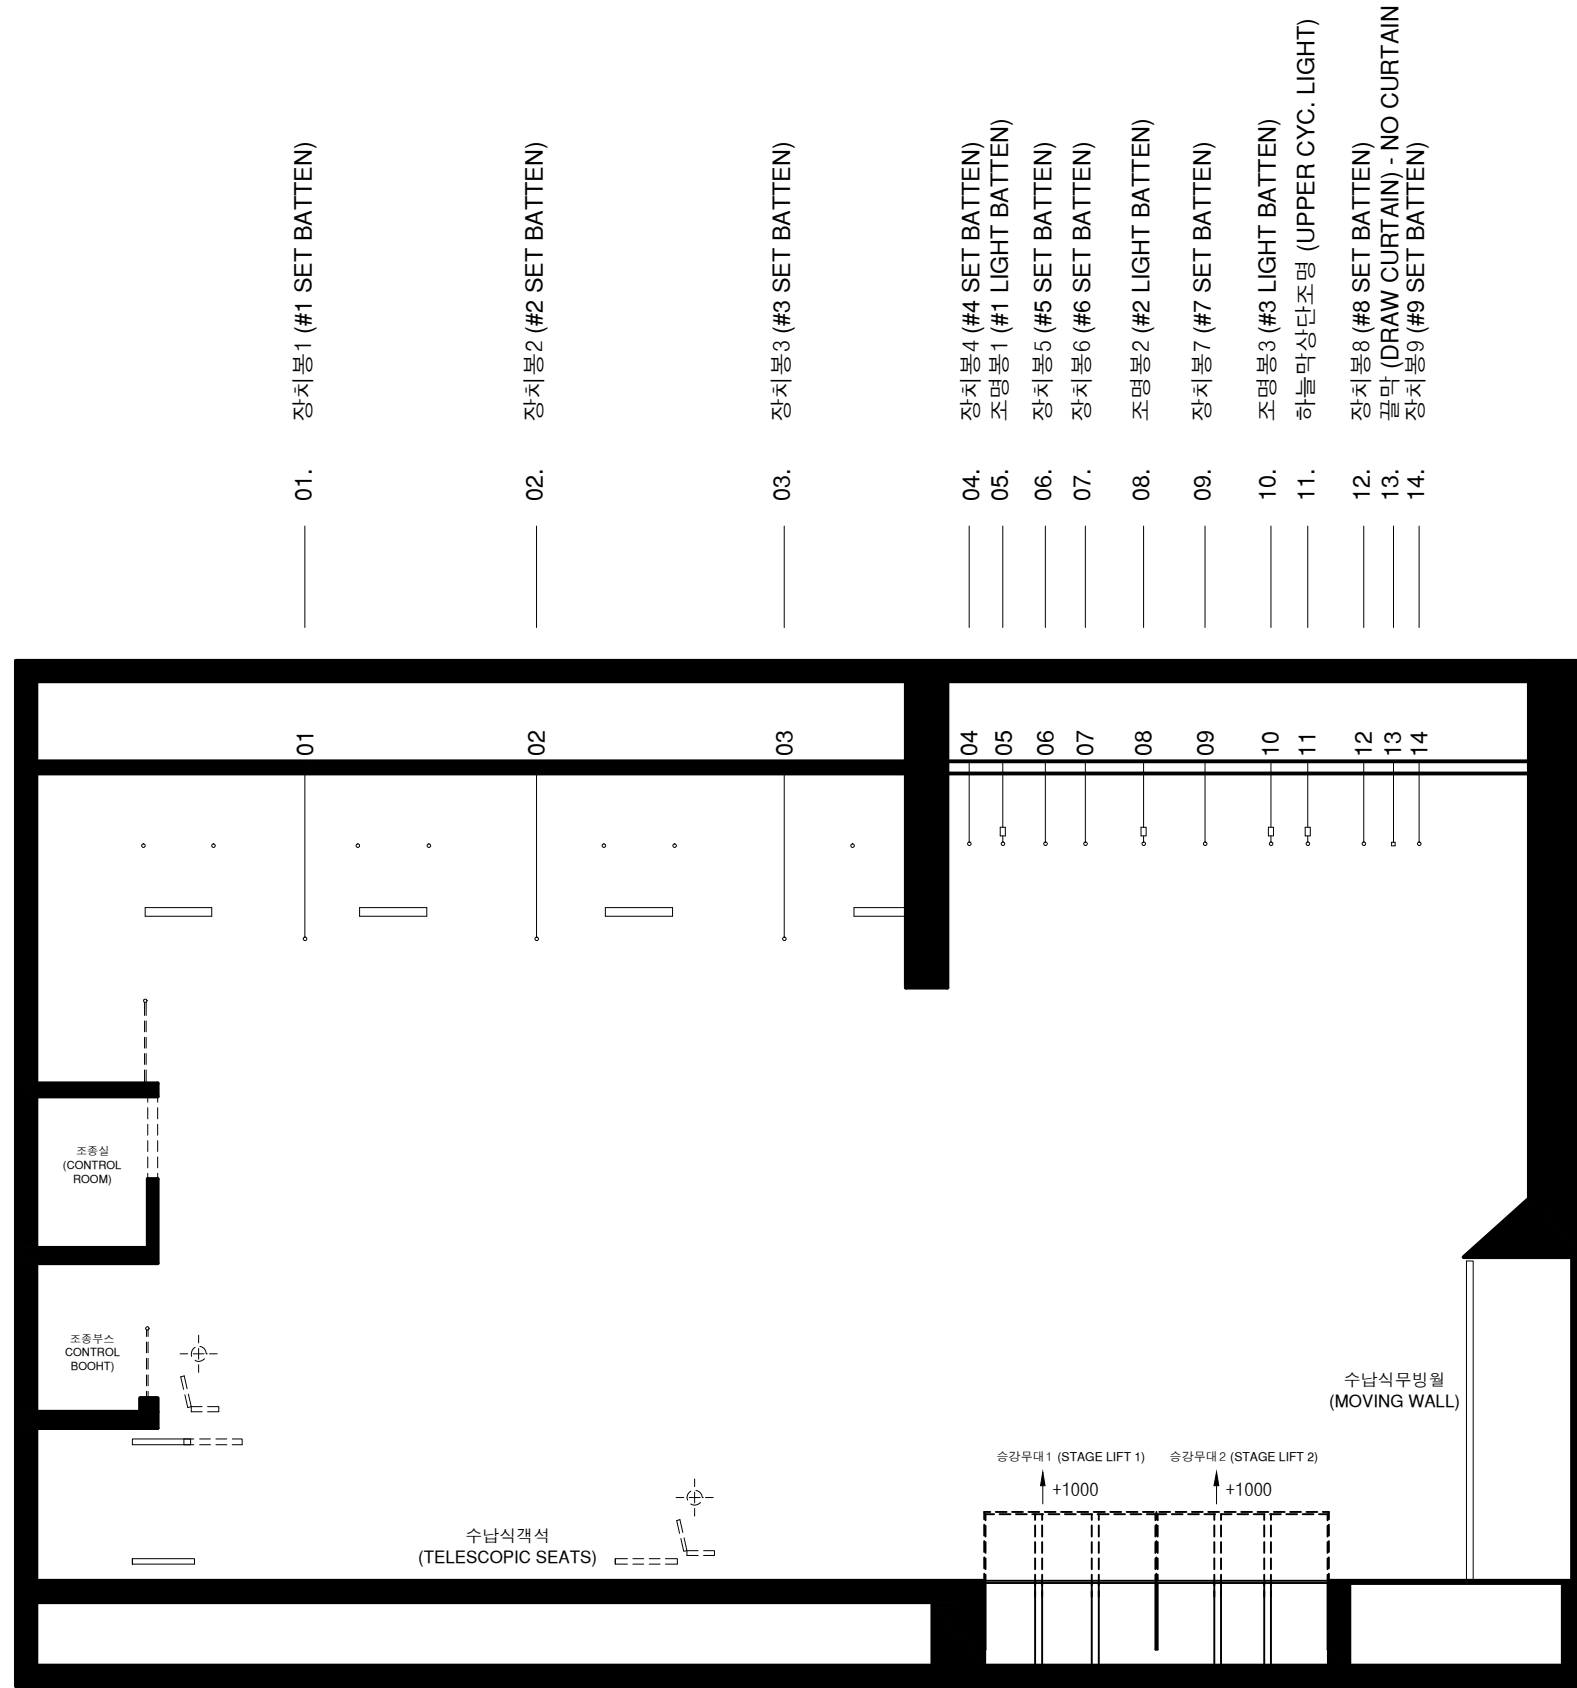 01. 장치봉1 (#1 SET BATTEN)
02. 장치봉2 (#2 SET BATTEN)
03. 장치봉3 (#3 SET BATTEN)
04. 장치봉4 (#4 SET BATTEN)
05. 조명봉1 (#1 LIGHT BATTEN)
06. 장치봉5 (#5 SET BATTEN)
07. 장치봉6 (#6 SET BATTEN)
08. 조명봉2 (#2 LIGHT BATTEN)
09. 장치봉7 (#7 SET BATTEN)
10. 조명봉3 (#3 LIGHT BATTEN)
11. 하늘막상단조명 (UPPER CYC. LIGHT)
12. 장치봉8 (#8 SET BATTEN)
13. 끌막 (DRAW CURTAIN) - NO CURTAIN
14. 장치봉9 (#9 SET BATTEN)
01
02
03
04
05
06
07
08
09
10
11
12
13
14
조종실
(CONTROL
ROOM)
조종부스
CONTROL
BOOHT)
수납식무빙월
(MOVING WALL)
승강무대1 (STAGE LIFT 1)
+1000
승강무대2 (STAGE LIFT 2)
+1000
수납식객석
(TELESCOPIC SEATS)